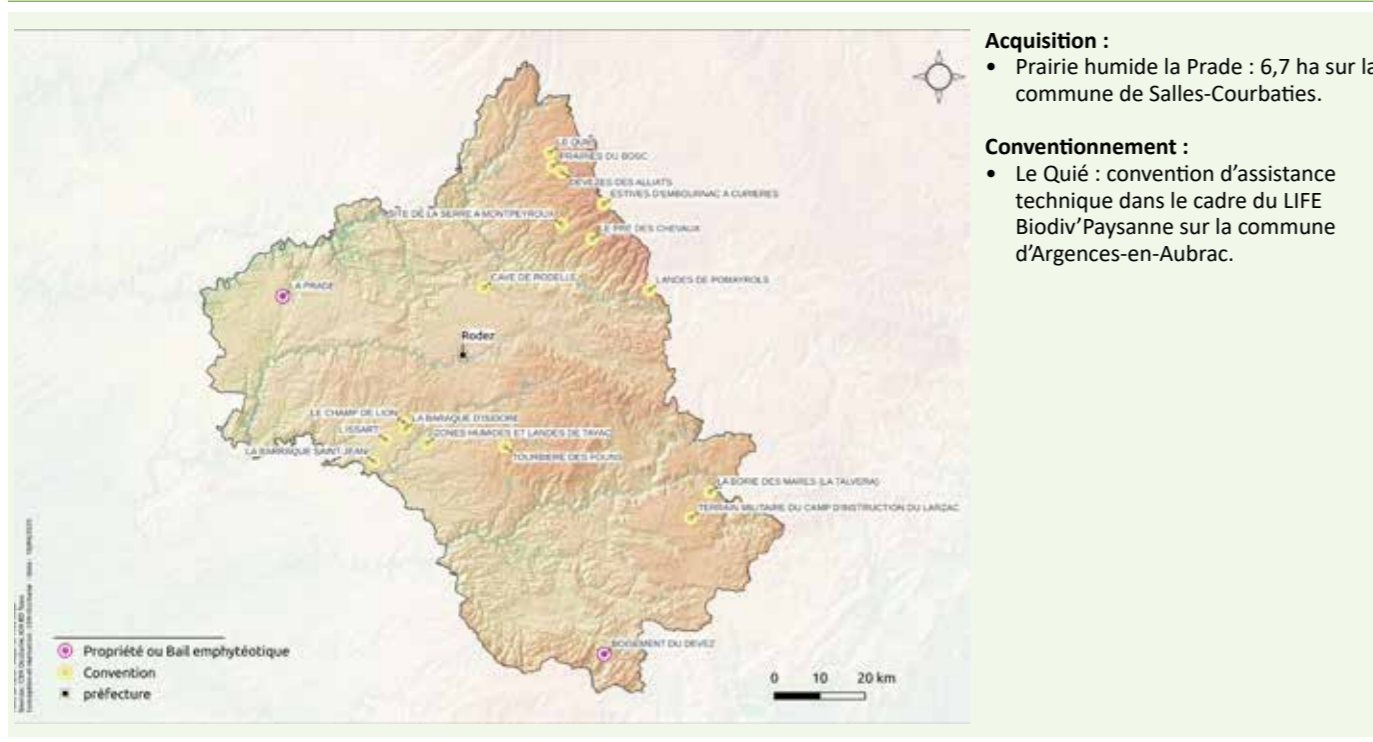 Acquisition :
• Prairie humide la Prade : 6,7 ha sur la
commune de Salles-Courbaties.
Conventionnement :
• Le Quié : convention d’assistance
technique dans le cadre du LIFE
Biodiv’Paysanne sur la commune
d’Argences-en-Aubrac.
LE QUIÉ
PRAIRIES DU BOSC
DEVEZES DES ALLIATS
ESTIVES D'EMBOURNAC A CURIERES
SITE DE LA SERRE A MONTPEYROUX
LE PRE DES CHEVAUX
CAVE DE RODELLE
LANDES DE POMAYROLS
LA PRADE
Rodez
LE CHAMP DE LION
LA BARAQUE D'ISIDORE
L'ISSART
ZONES HUMIDES ET LANDES DE TAYAC
LA BARRAQUE SAINT-JEAN
TOURBIERE DES FOUNS
LA BORIE DES MARES (LA TALVERA)
TERRAIN MILITAIRE DU CAMP D'INSTRUCTION DU LARZAC
BOISEMENT DU DEVEZ
Propriété ou Bail emphytéotique
Convention
préfecture
0 10 20 km